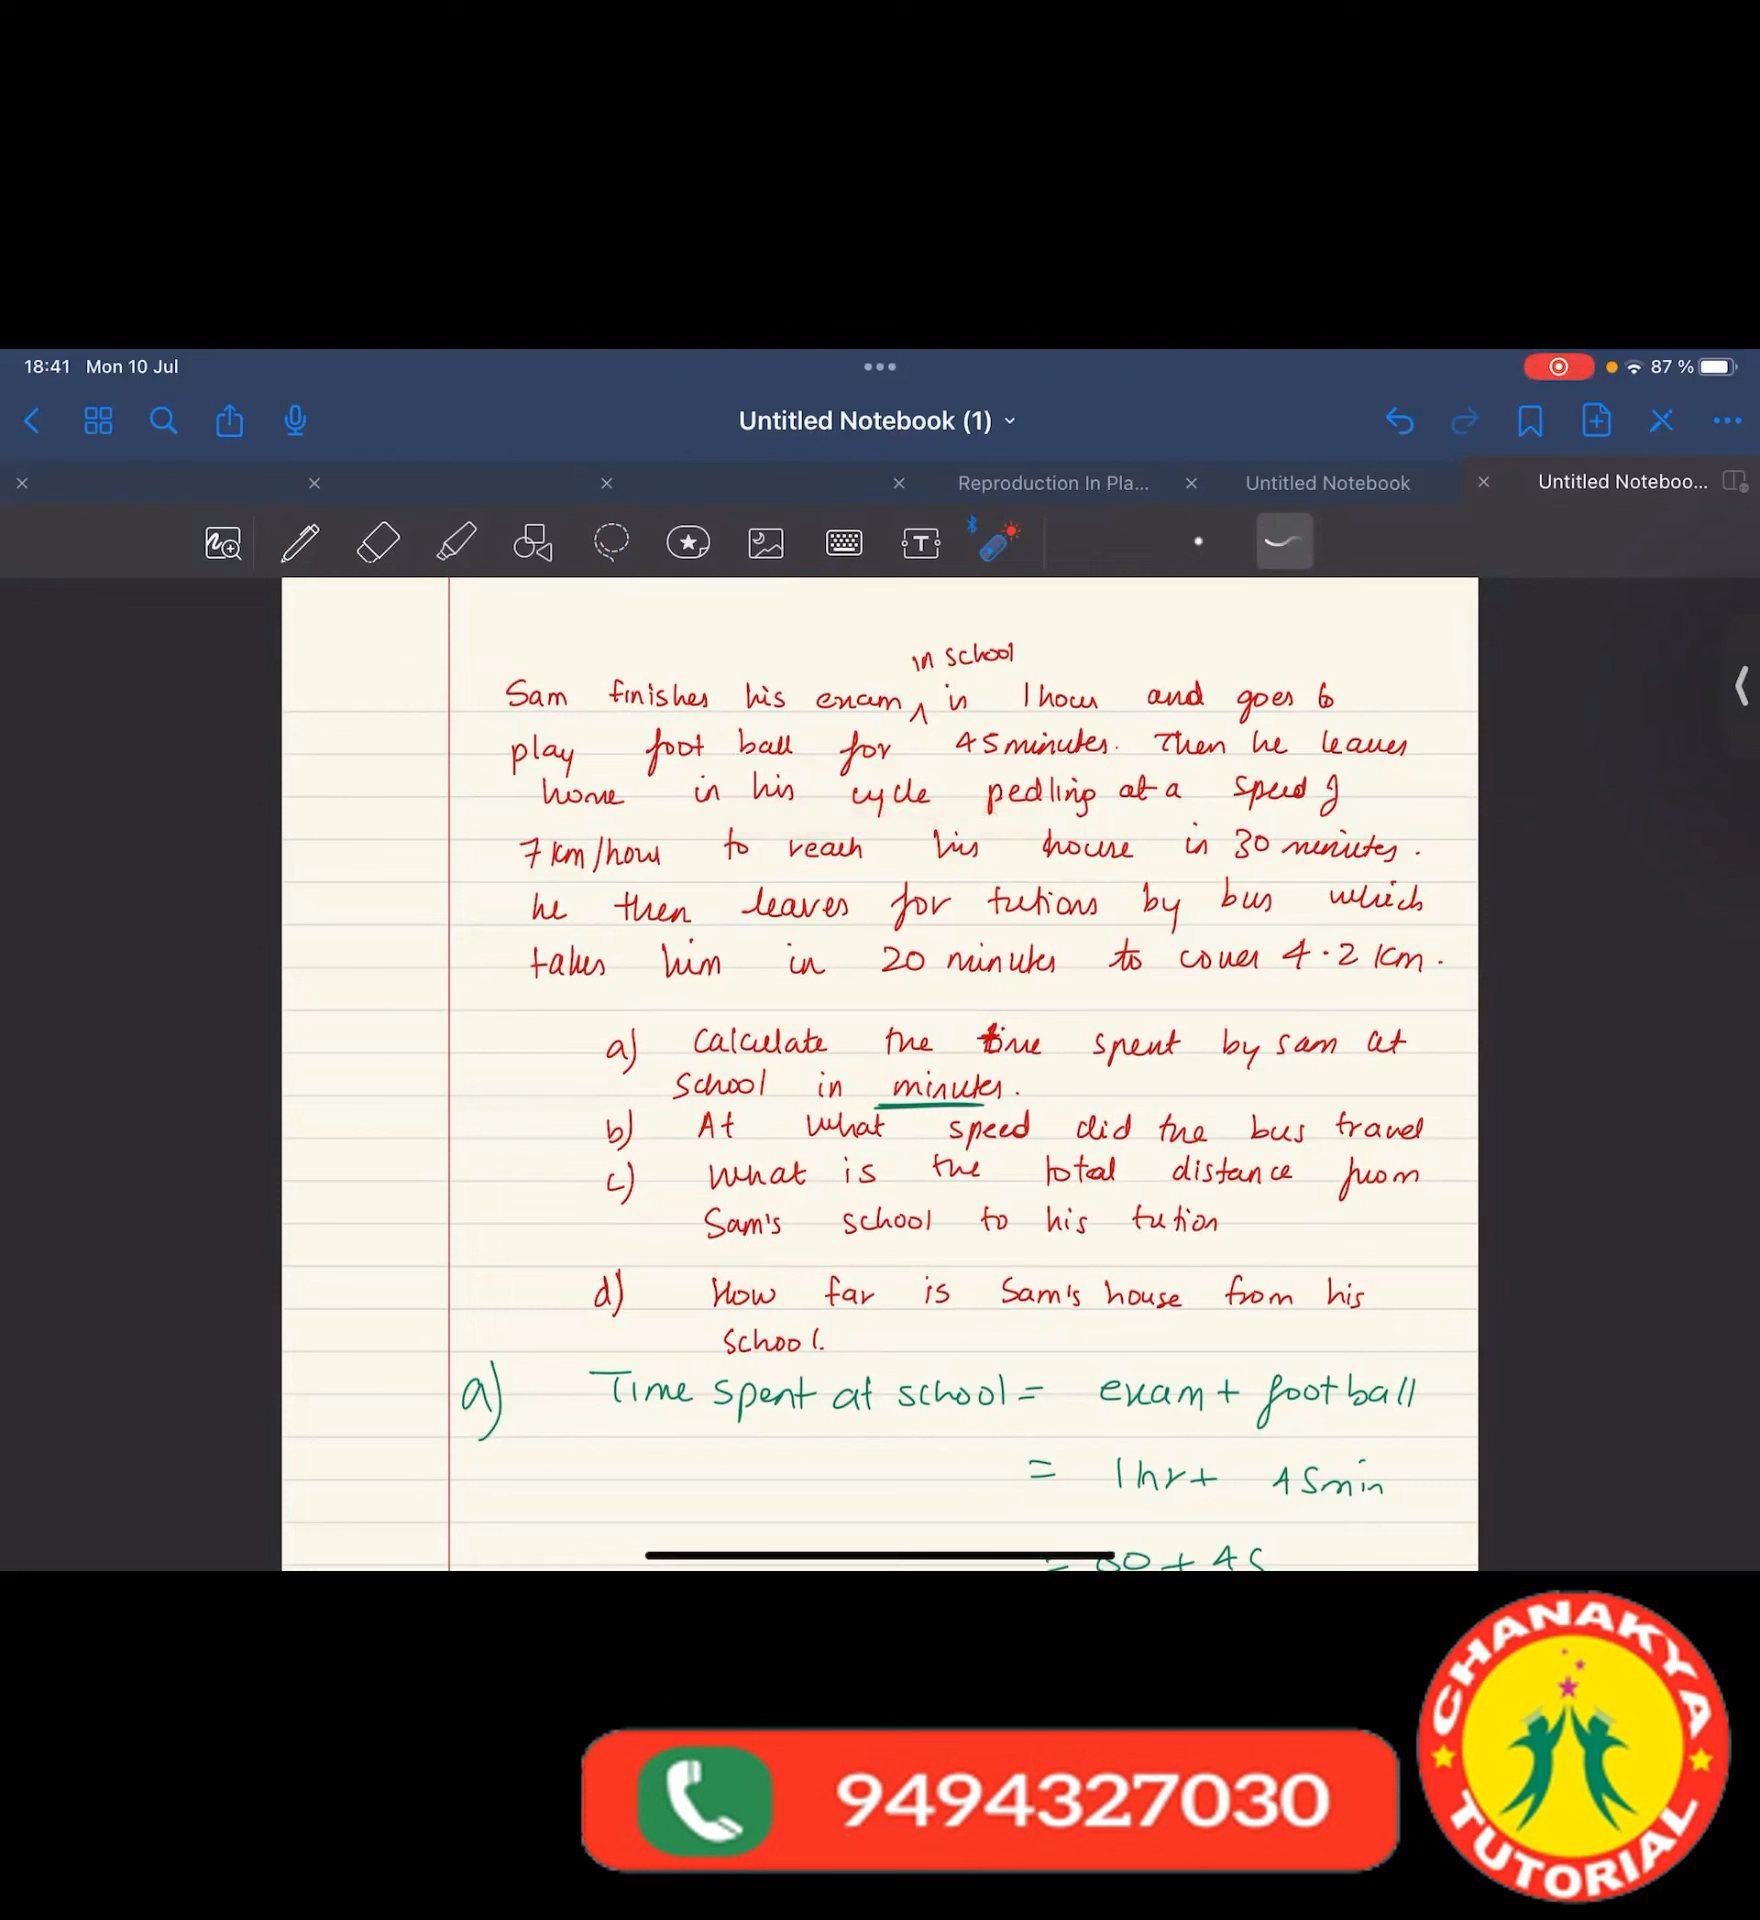 18:41 Mon 10 Jul
87 %
Untitled Notebook (1)
Reproduction In Pla...
Untitled Notebook
Untitled Noteboo...
in school
Sam finishes his exam in 1 hour and goes to
play foot ball for 45 minutes. Then he leaves
home in his cycle pedling at a speed of
7 km/hour to reach his house in 30 minutes.
he then leaves for tutions by bus which
takes him in 20 minutes to cover 4.2 km.
a) Calculate the time spent by sam at
school in minutes.
b) At what speed did the bus travel
c) What is the total distance from
Sam's school to his tution
d) How far is Sam's house from his
school.
a) Time spent at school = exam + football
= 1hr + 45min
= 60 + 45
9494327030
CHANAKYA
TUTORIAL